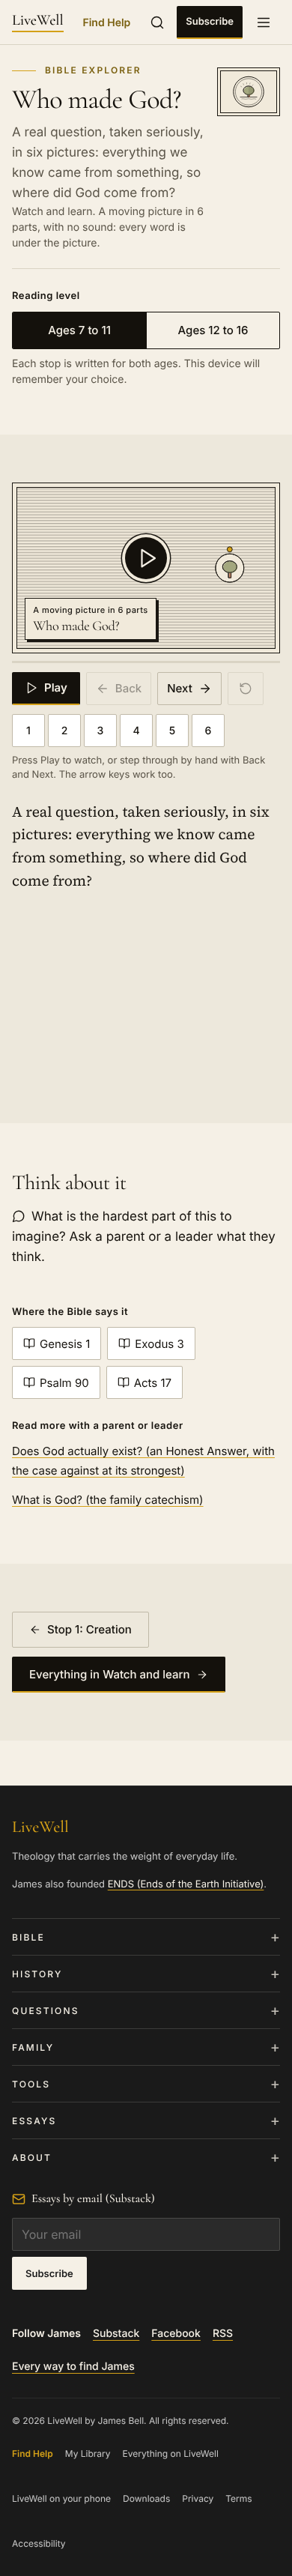 LiveWell
Find Help
Subscribe
BIBLE EXPLORER
Who made God?
A real question, taken seriously,
in six pictures: everything we
know came from something, so
where did God come from?
Watch and learn. A moving picture in 6
parts, with no sound: every word is
under the picture.
Reading level
Ages 7 to 11
Ages 12 to 16
Each stop is written for both ages. This device will
remember your choice.
A moving picture in 6 parts
Who made God?
Play
Back
Next
1
2
3
4
5
6
Press Play to watch, or step through by hand with Back
and Next. The arrow keys work too.
A real question, taken seriously, in six
pictures: everything we know came
from something, so where did God
come from?
Think about it
What is the hardest part of this to
imagine? Ask a parent or a leader what they
think.
Where the Bible says it
Genesis 1
Exodus 3
Psalm 90
Acts 17
Read more with a parent or leader
Does God actually exist? (an Honest Answer, with
the case against at its strongest)
What is God? (the family catechism)
Stop 1: Creation
Everything in Watch and learn
LiveWell
Theology that carries the weight of everyday life.
James also founded ENDS (Ends of the Earth Initiative).
BIBLE
HISTORY
QUESTIONS
FAMILY
TOOLS
ESSAYS
ABOUT
Essays by email (Substack)
Your email
Subscribe
Follow James Substack Facebook RSS
Every way to find James
© 2026 LiveWell by James Bell. All rights reserved.
Find Help My Library Everything on LiveWell
LiveWell on your phone Downloads Privacy Terms
Accessibility